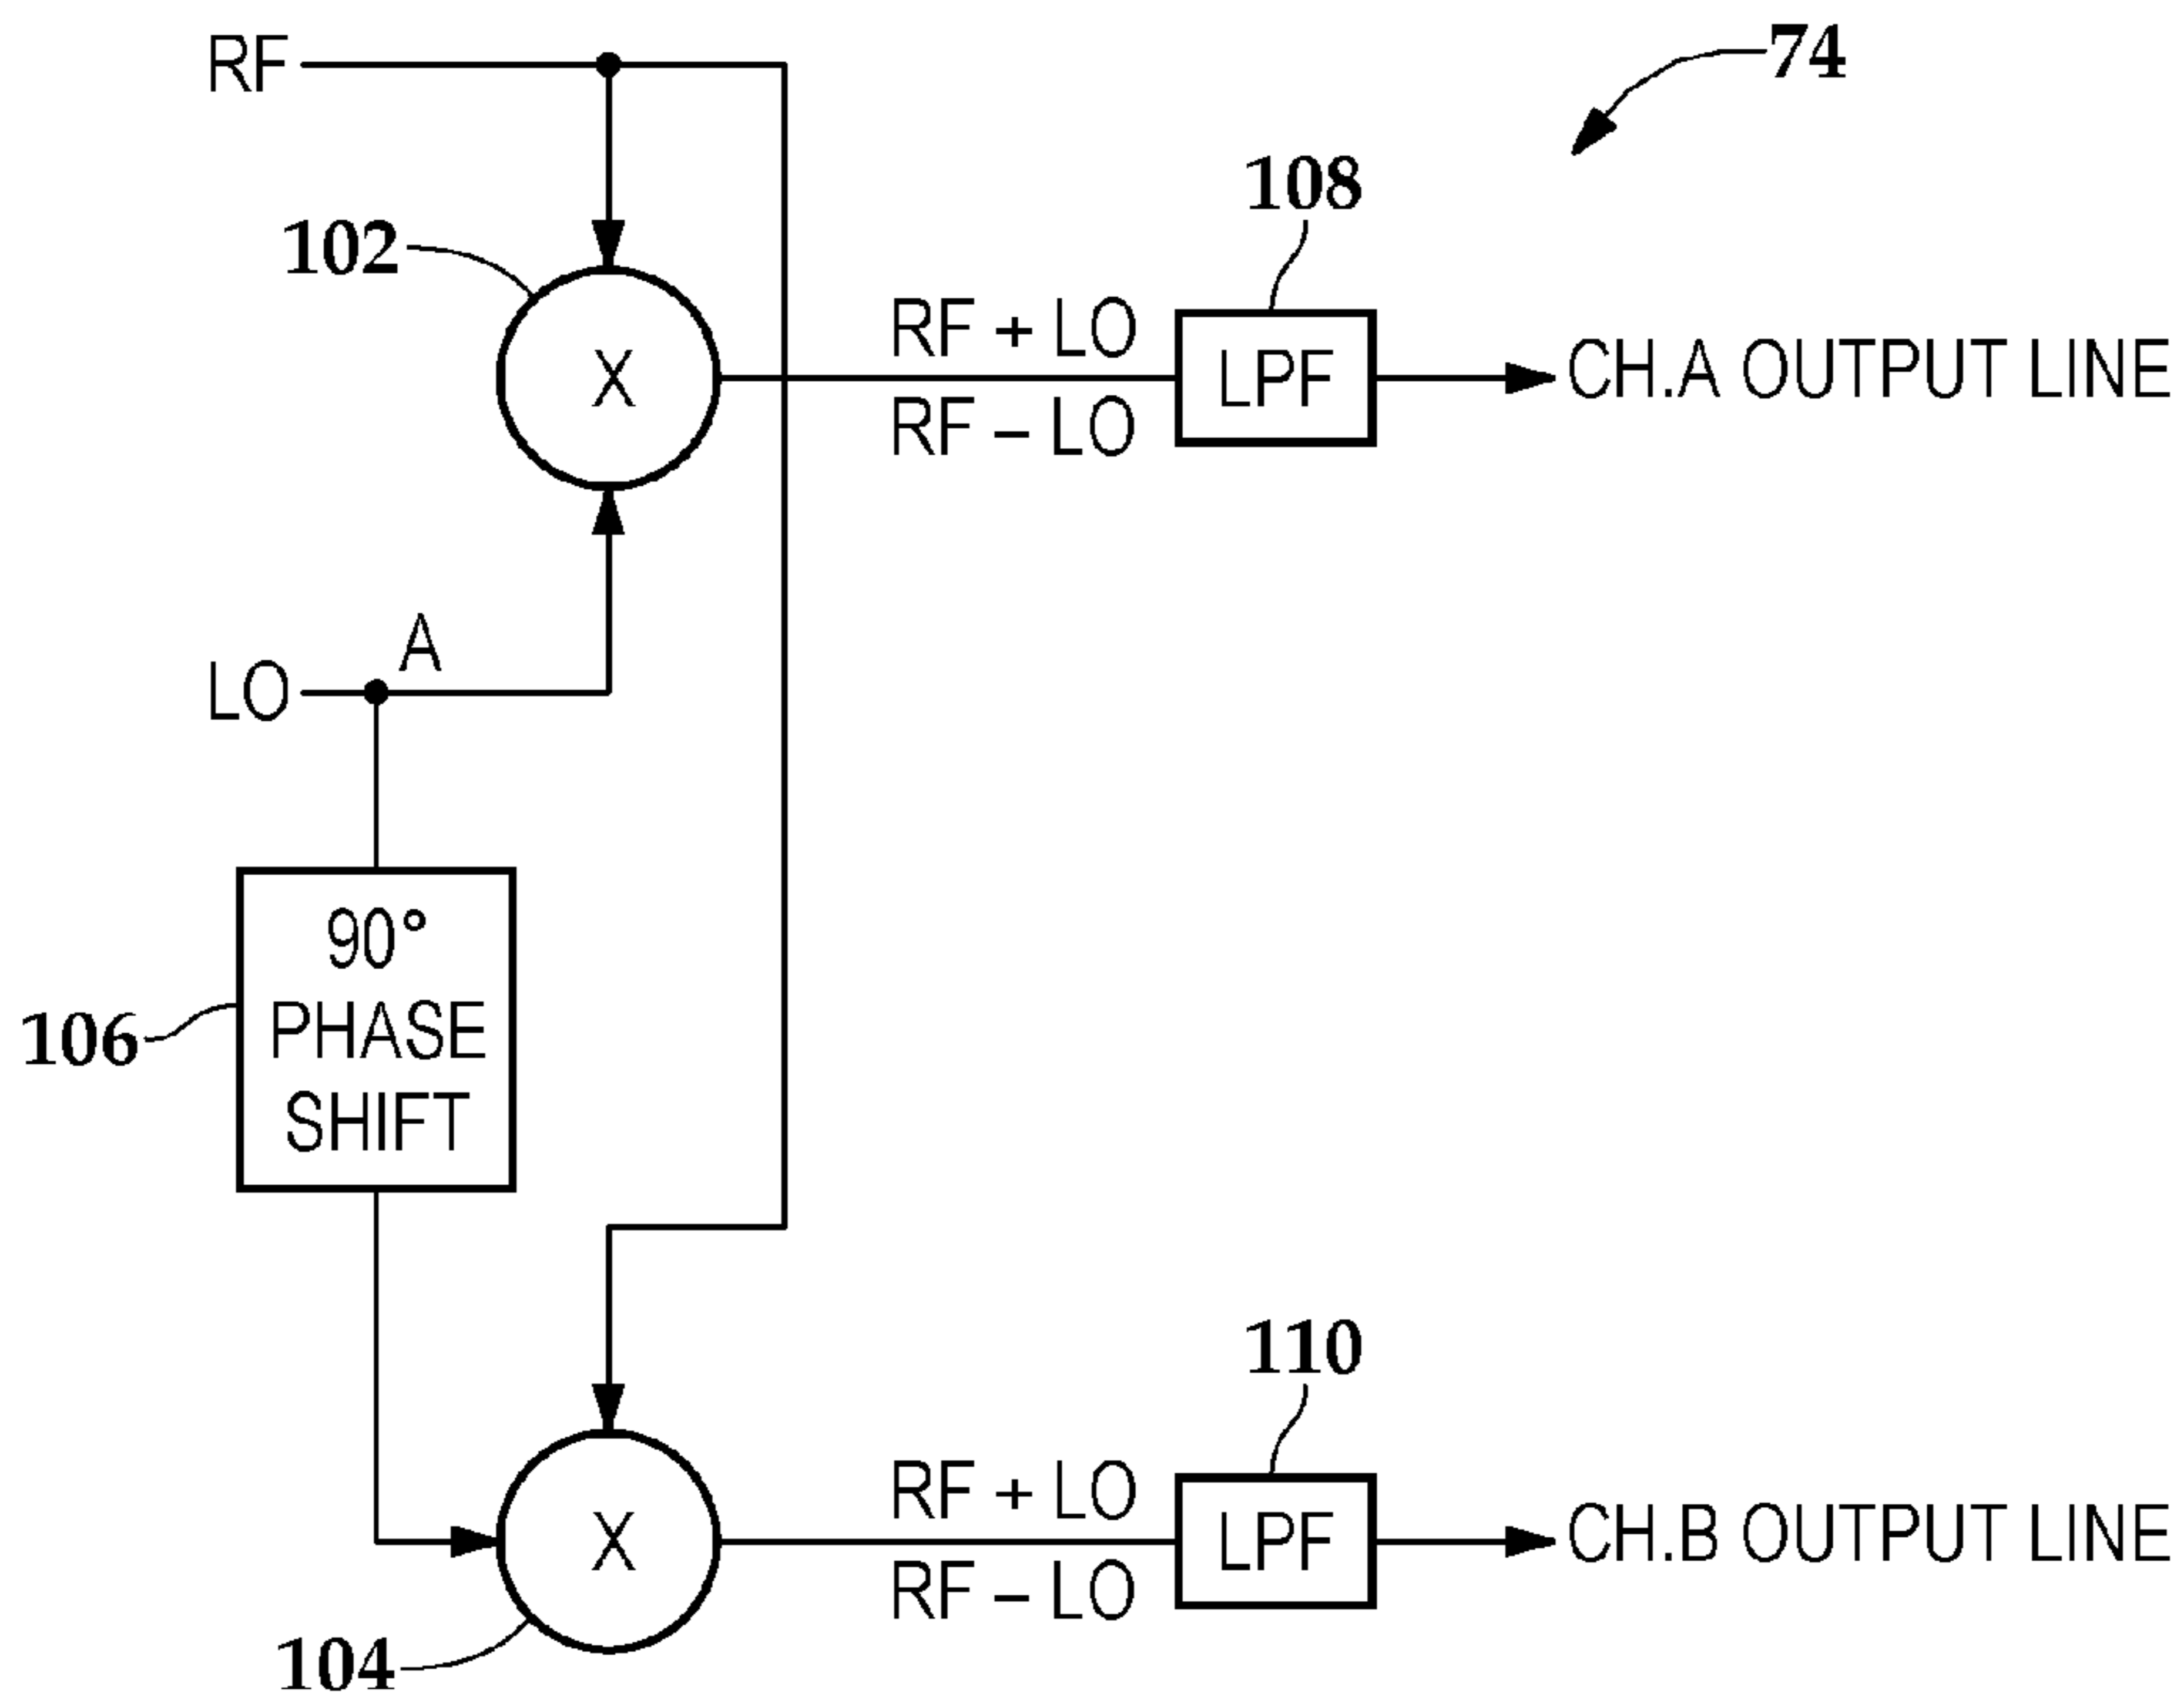 RF
74
108
102
RF + LO
X
LPF
CH.A OUTPUT LINE
RF – LO
A
LO
90°
PHASE
106
SHIFT
110
RF + LO
X
LPF
CH.B OUTPUT LINE
RF – LO
104